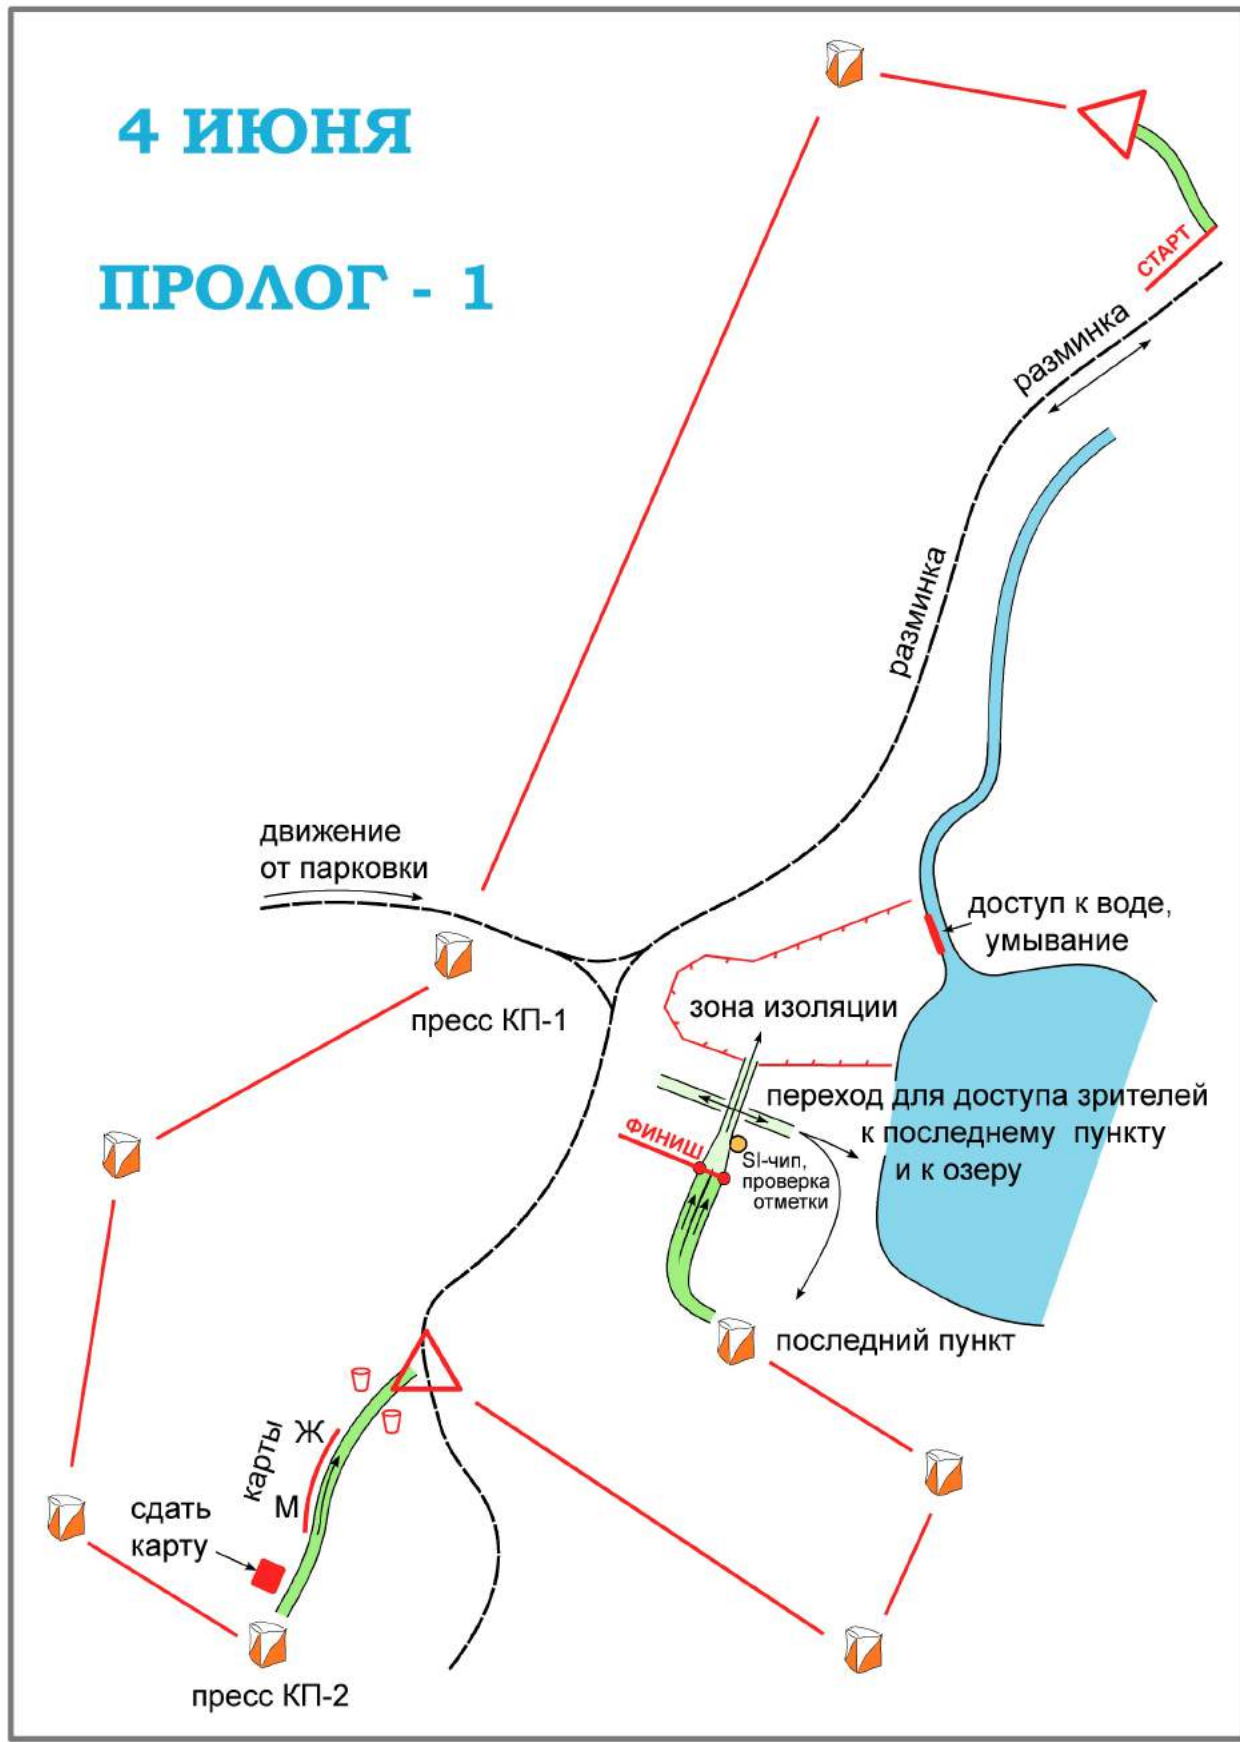 4 ИЮНЯ
ПРОЛОГ - 1
СТАРТ
разминка
разминка
движение
от парковки
доступ к воде,
умывание
пресс КП-1
зона изоляции
переход для доступа зрителей
к последнему пункту
и к озеру
ФИНИШ
SI-чип,
проверка
отметки
последний пункт
карты
Ж
М
сдать
карту
пресс КП-2